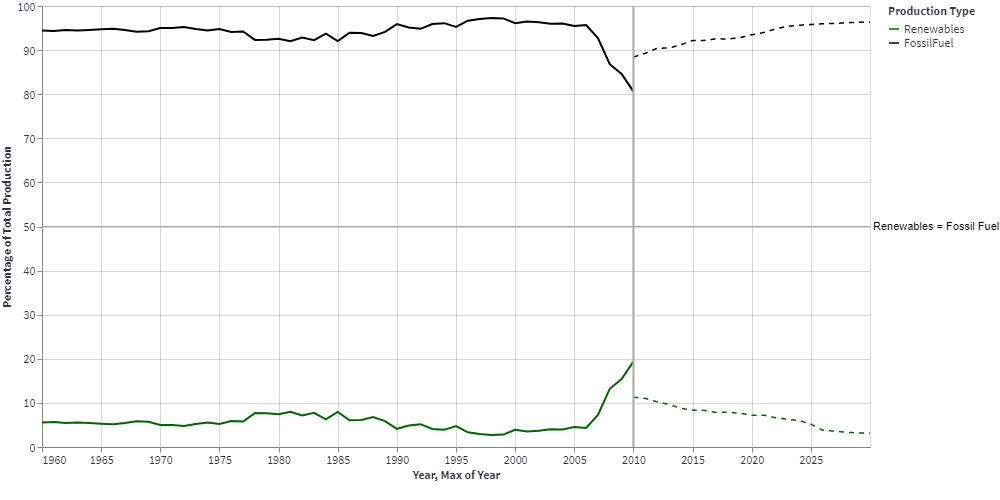 Production Type
Renewables
FossilFuel
Percentage of Total Production
100
90
80
70
60
50
40
30
20
10
0
Renewables = Fossil Fuel
1960 1965 1970 1975 1980 1985 1990 1995 2000 2005 2010 2015 2020 2025
Year, Max of Year